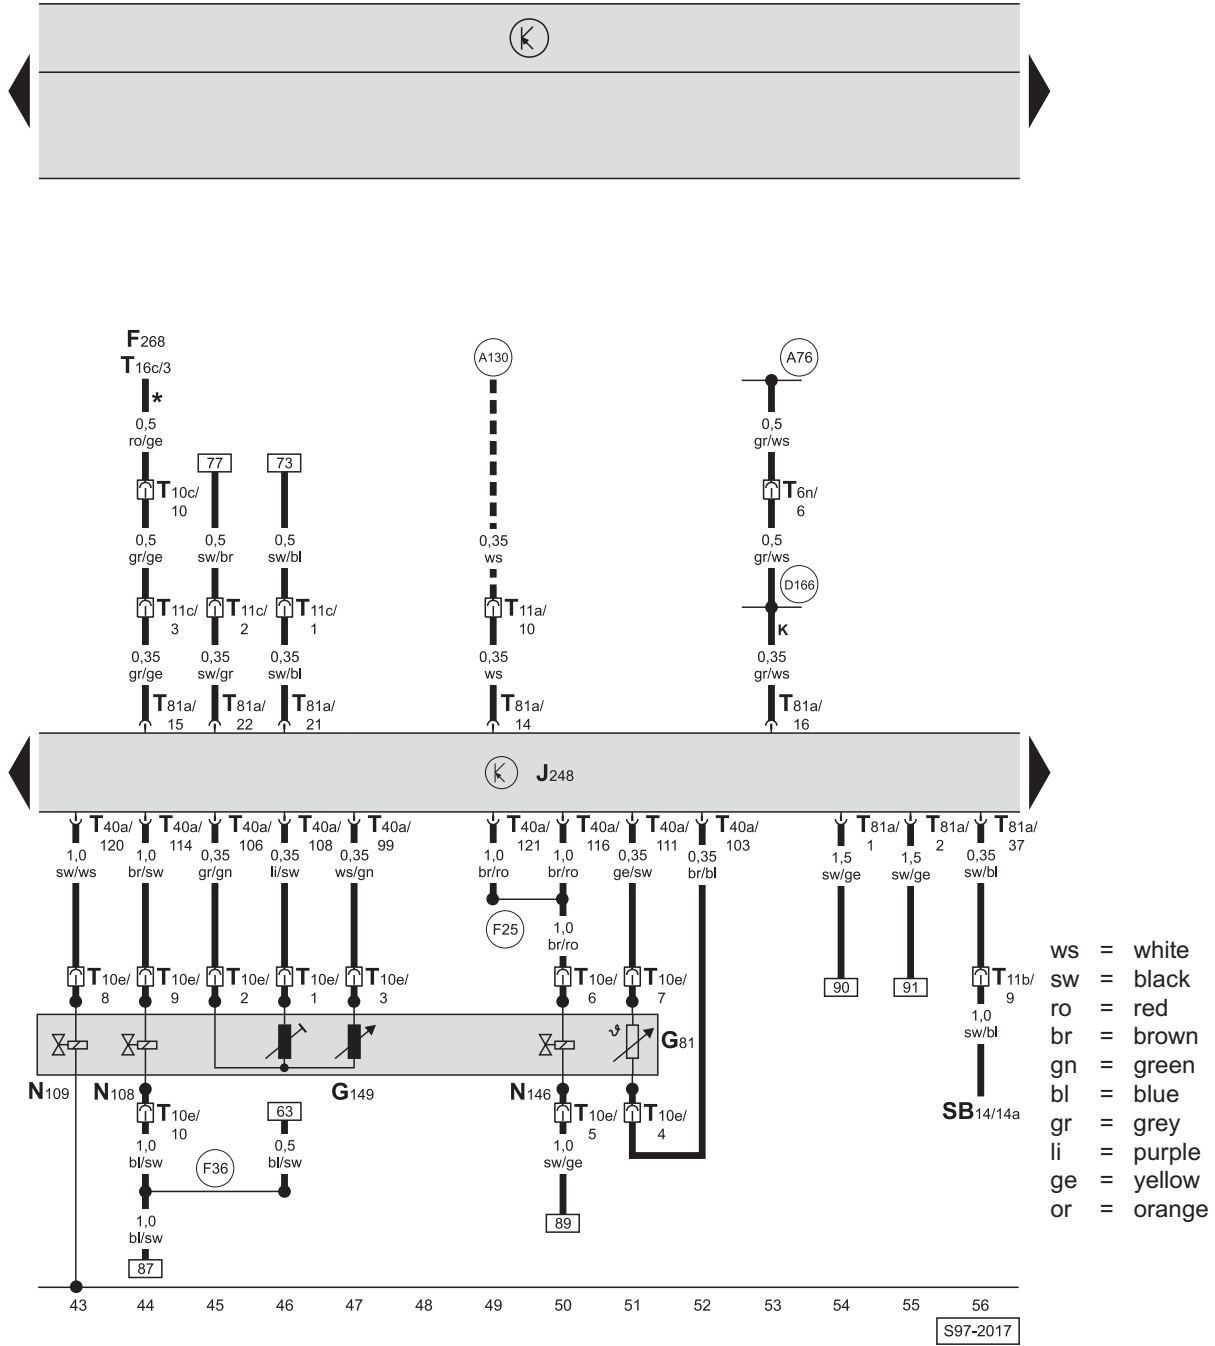 F268
T16c/3
A130
A76
*
0,5
ro/ge
0,5
gr/ws
77
73
T10c/
10
T6n/
6
0,5
gr/ge
0,5
sw/br
0,5
sw/bl
0,35
ws
0,5
gr/ws
D166
T11c/
3
T11c/
2
T11c/
1
T11a/
10
K
0,35
gr/ge
0,35
sw/gr
0,35
sw/bl
0,35
ws
0,35
gr/ws
T81a/
15
T81a/
22
T81a/
21
T81a/
14
T81a/
16
J248
T40a/
120
T40a/
114
T40a/
106
T40a/
108
T40a/
99
T40a/
121
T40a/
116
T40a/
111
T40a/
103
T81a/
1
T81a/
2
T81a/
37
1,0
sw/ws
1,0
br/sw
0,35
gr/gn
0,35
li/sw
0,35
ws/gn
1,0
br/ro
1,0
br/ro
0,35
ge/sw
0,35
br/bl
1,5
sw/ge
1,5
sw/ge
0,35
sw/bl
F25
1,0
br/ro
T10e/
8
T10e/
9
T10e/
2
T10e/
1
T10e/
3
T10e/
6
T10e/
7
90
91
T11b/
9
1,0
sw/bl
G81
N109
N108
G149
N146
SB14/14a
T10e/
10
63
T10e/
5
T10e/
4
1,0
bl/sw
F36
0,5
bl/sw
1,0
sw/ge
1,0
bl/sw
89
87
ws = white
sw = black
ro = red
br = brown
gn = green
bl = blue
gr = grey
li = purple
ge = yellow
or = orange
43 44 45 46 47 48 49 50 51 52 53 54 55 56
S97-2017